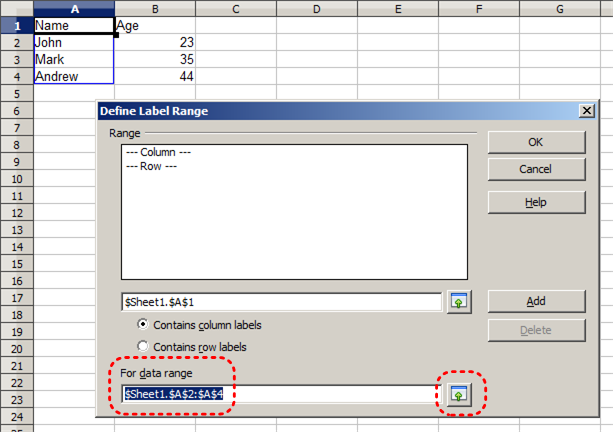 A B C D E F G
1 Name Age
2 John 23
3 Mark 35
4 Andrew 44
5
6
Define Label Range
7
Range
8
OK
--- Column ---
9
--- Row ---
Cancel
10
11
Help
12
13
14
15
16
17
$Sheet1.$A$1
Add
18
Contains column labels
19
Delete
20
Contains row labels
21
For data range
22
$Sheet1.$A$2:$A$4
23
24
25